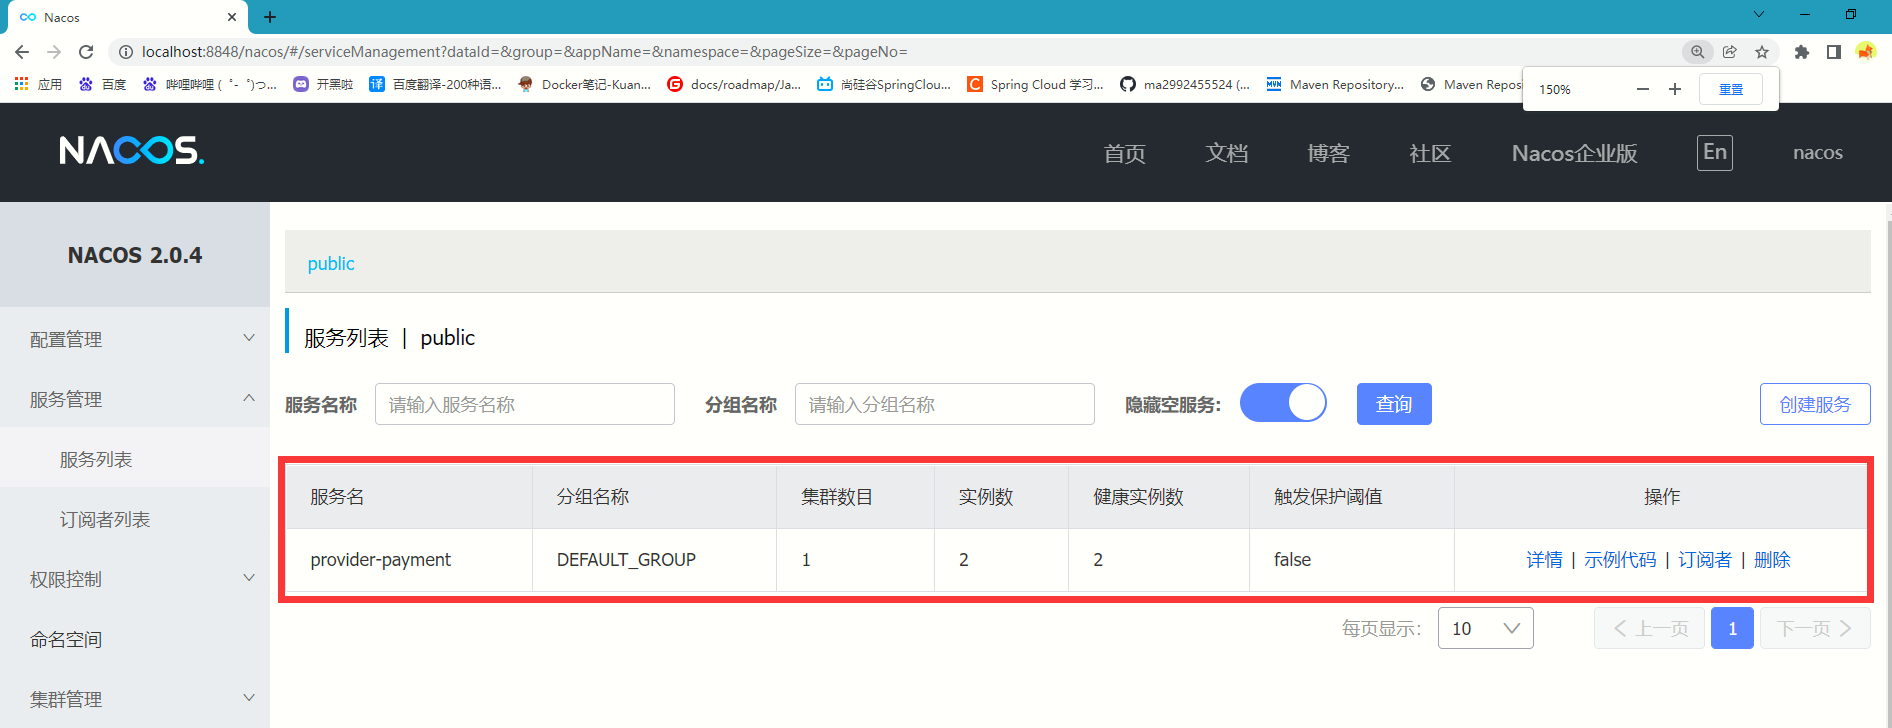 Nacos
localhost:8848/nacos/#/serviceManagement?dataId=&group=&appName=&namespace=&pageSize=&pageNo=
应用 百度 哔哩哔哩 (゜-゜)つ... 开黑啦 百度翻译-200种语... Docker笔记-Kuan... docs/roadmap/Ja... 尚硅谷SpringClou... Spring Cloud 学习... ma2992455524 (... Maven Repository... Maven Repos
150% 重置
NACOS. 首页 文档 博客 社区 Nacos企业版 En nacos
NACOS 2.0.4
public
配置管理
服务列表 | public
服务管理
服务名称 请输入服务名称 分组名称 请输入分组名称 隐藏空服务: 查询 创建服务
服务列表
服务名 分组名称 集群数目 实例数 健康实例数 触发保护阈值 操作
订阅者列表
provider-payment DEFAULT_GROUP 1 2 2 false 详情 | 示例代码 | 订阅者 | 删除
权限控制
每页显示: 10 上一页 1 下一页
命名空间
集群管理